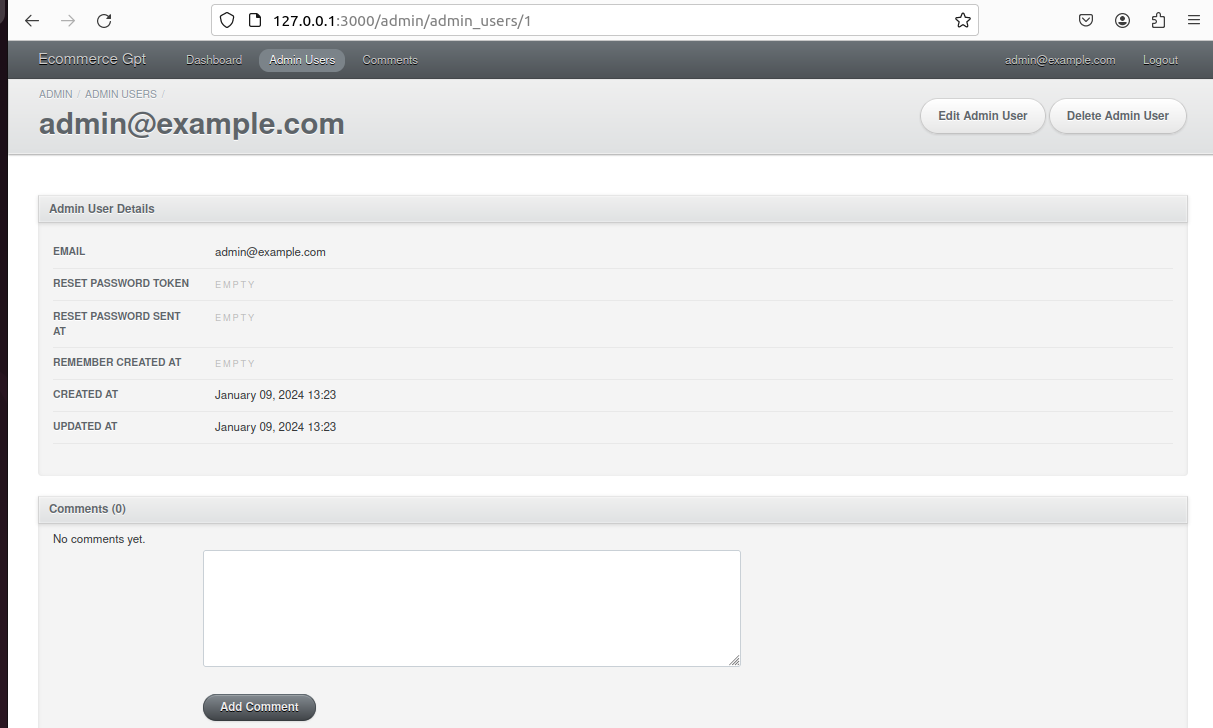 127.0.0.1:3000/admin/admin_users/1
Ecommerce Gpt Dashboard Admin Users Comments admin@example.com Logout
ADMIN / ADMIN USERS /
admin@example.com Edit Admin User Delete Admin User
Admin User Details
EMAIL admin@example.com
RESET PASSWORD TOKEN EMPTY
RESET PASSWORD SENT AT EMPTY
REMEMBER CREATED AT EMPTY
CREATED AT January 09, 2024 13:23
UPDATED AT January 09, 2024 13:23
Comments (0)
No comments yet.
Add Comment